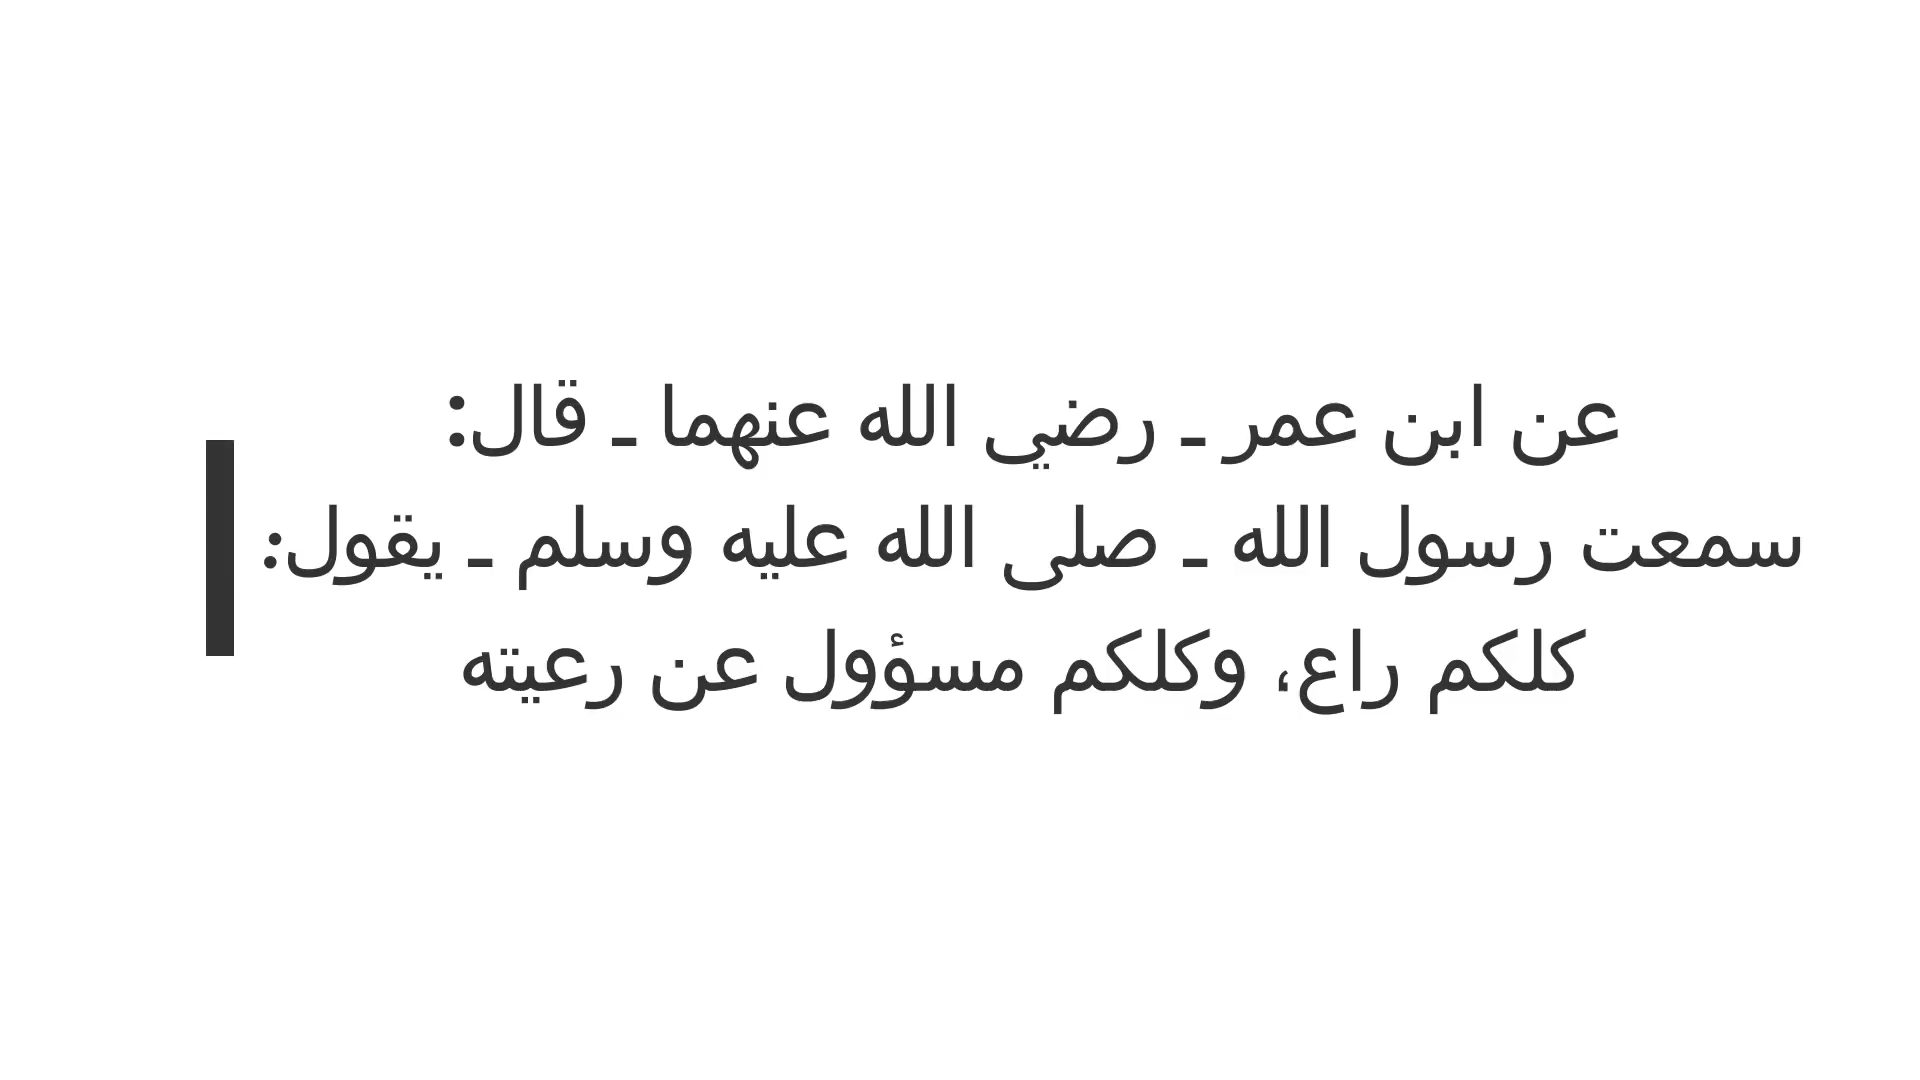 عن ابن عمر ـ رضي الله عنهما ـ قال:
سمعت رسول الله ـ صلى الله عليه وسلم ـ يقول:
كلكم راع، وكلكم مسؤول عن رعيته